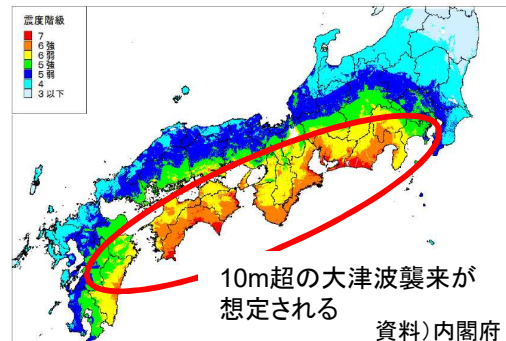 震度階級
7
6強
6弱
5強
5弱
4
3以下
10m超の大津波襲来が
想定される
資料)内閣府